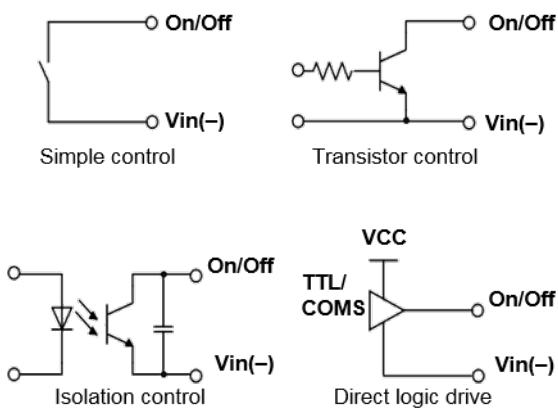 On/Off
Vin(–)
Simple control
On/Off
Vin(–)
Transistor control
On/Off
Vin(–)
Isolation control
VCC
TTL/
COMS
On/Off
Vin(–)
Direct logic drive